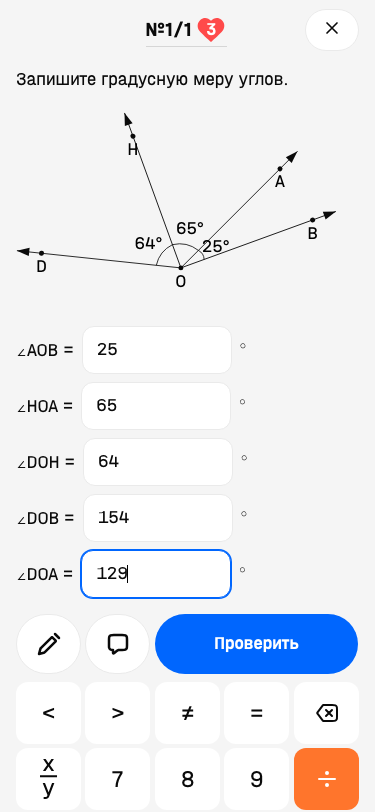 №1/1 3
Запишите градусную меру углов.
H
A
65°
B
64°
25°
D
O
∠AOB = 25 °
∠HOA = 65 °
∠DOH = 64 °
∠DOB = 154 °
∠DOA = 129 °
Проверить
< > ≠ =
x
y
7 8 9 ÷